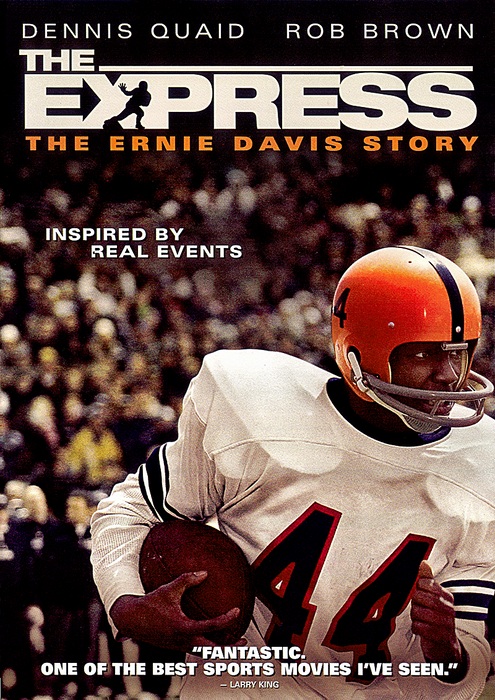 DENNIS QUAID ROB BROWN
THE
EXPRESS
THE ERNIE DAVIS STORY
INSPIRED BY
REAL EVENTS
4
44
"FANTASTIC.
ONE OF THE BEST SPORTS MOVIES I'VE SEEN."
– LARRY KING